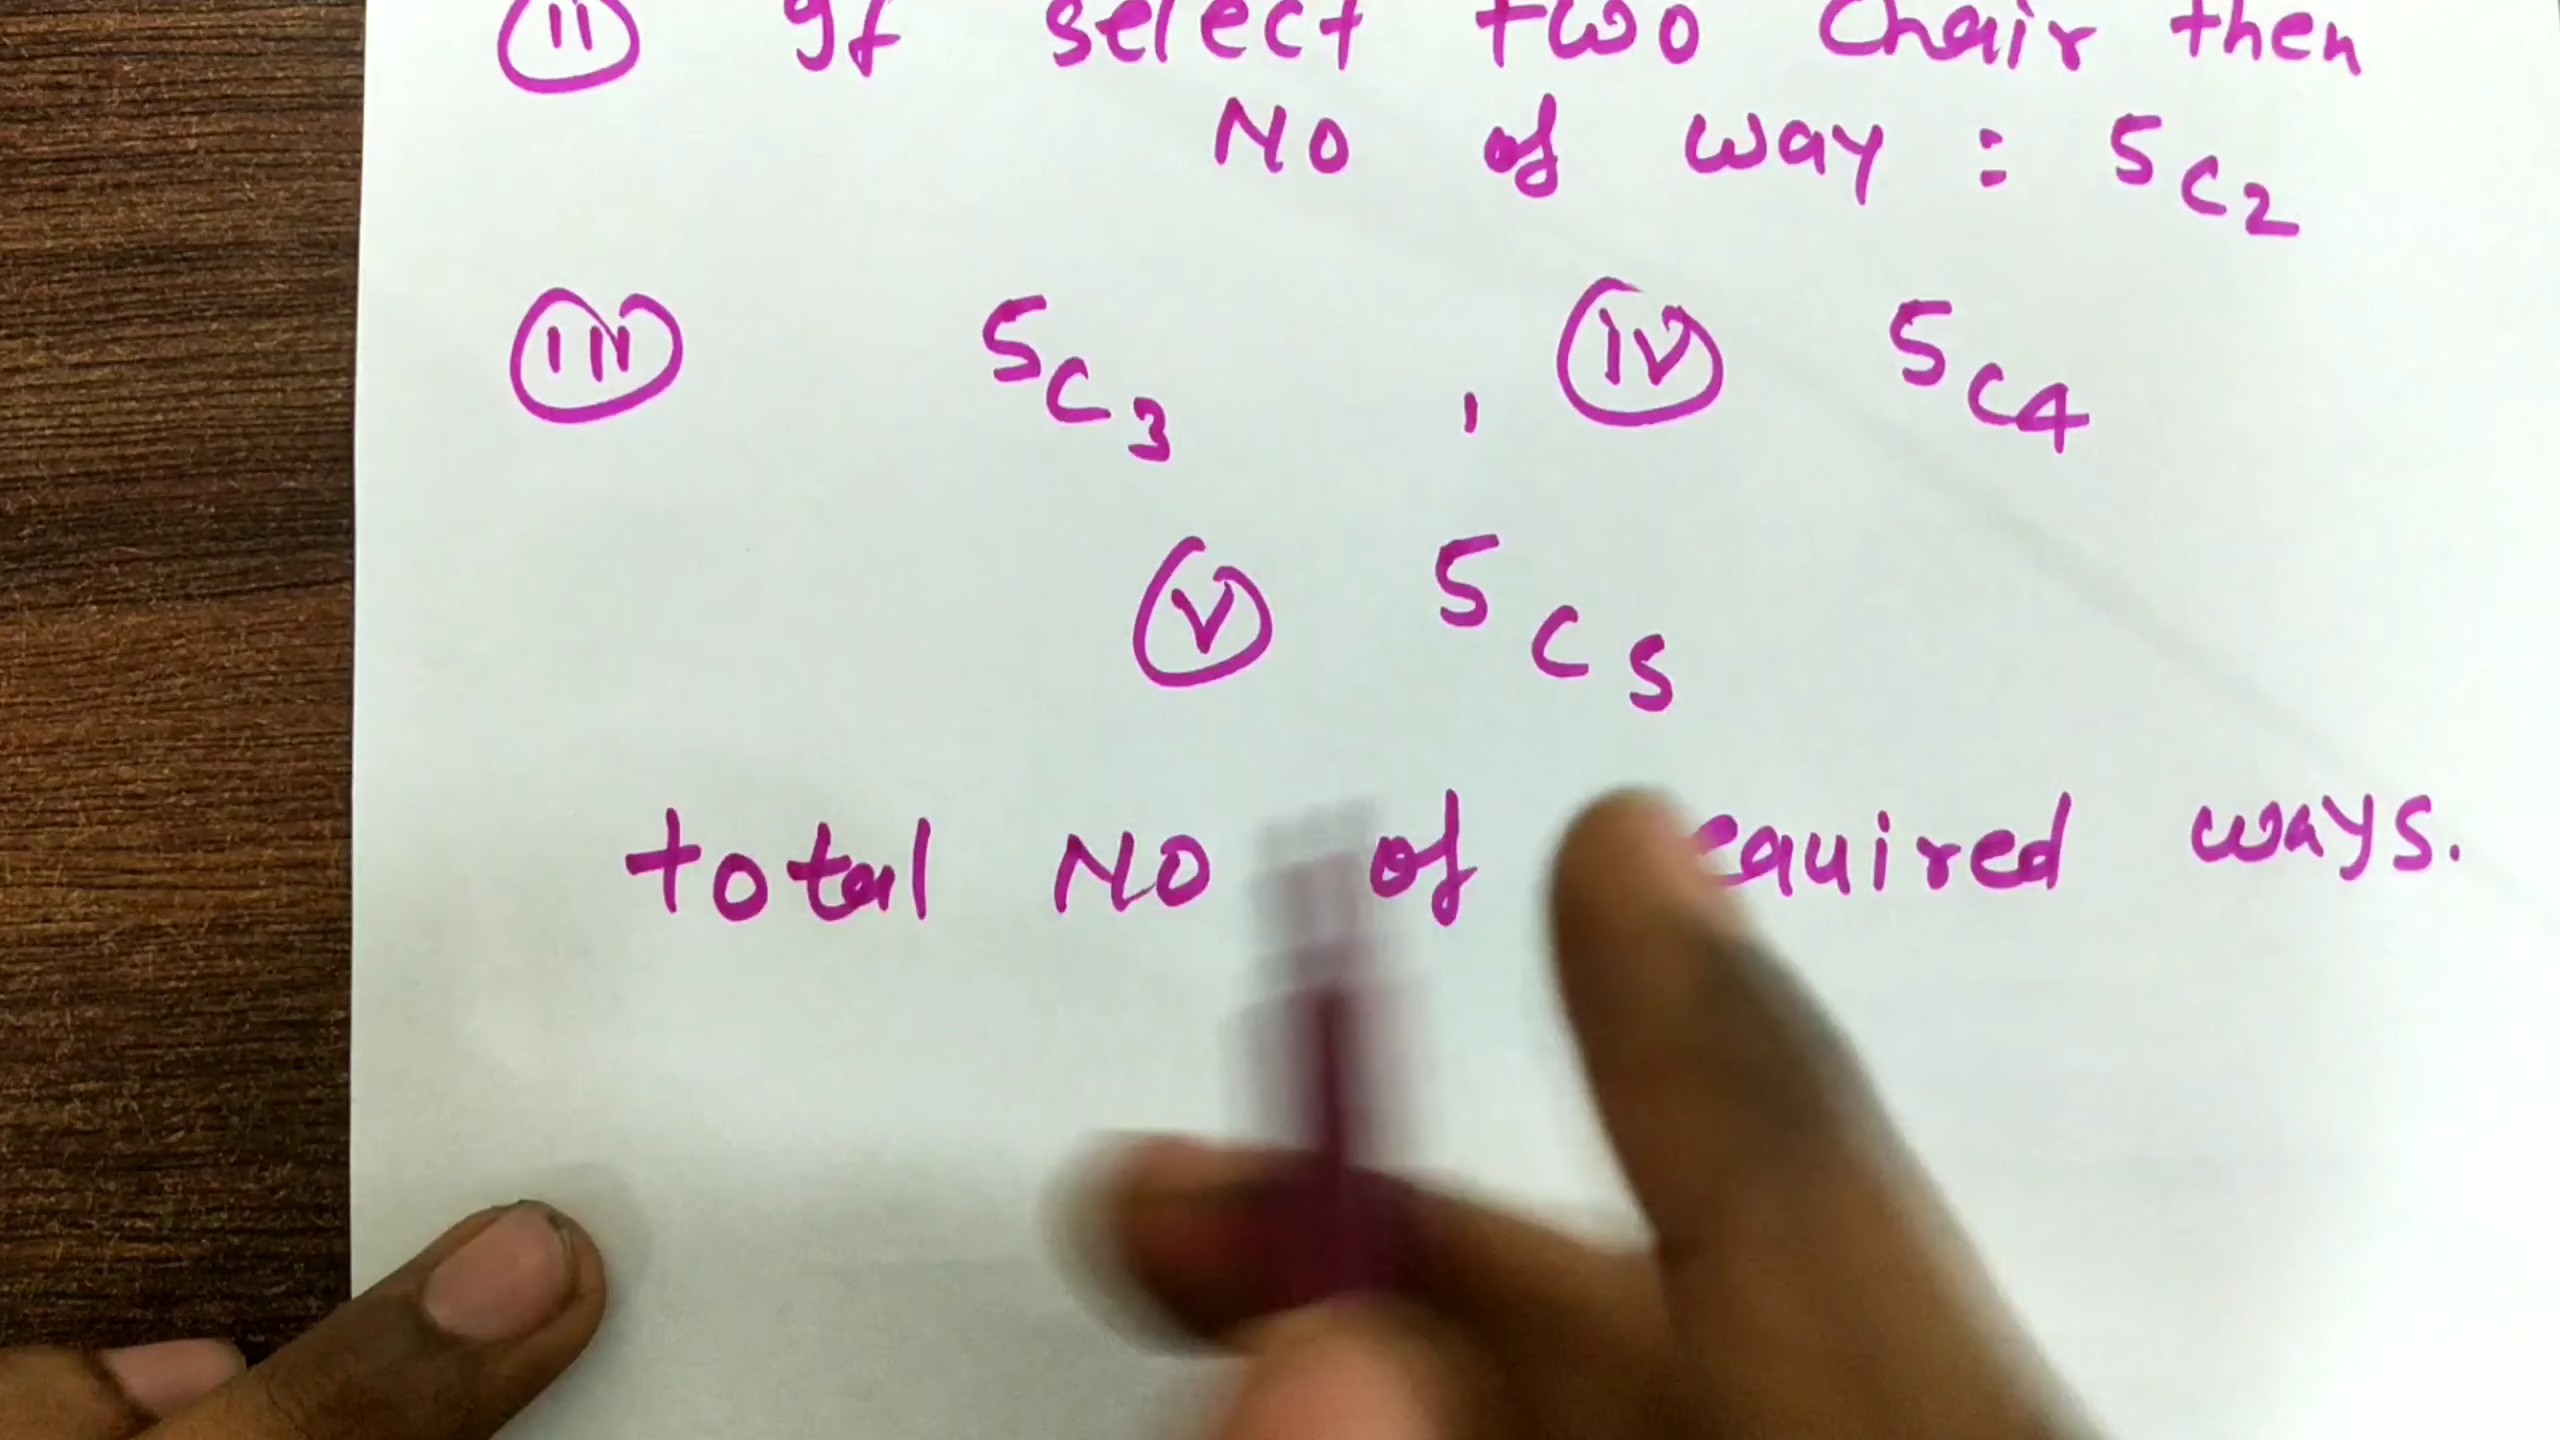 (ii) If select two Chair then
NO of way : 5C2
(iii) 5C3 , (iv) 5C4
(v) 5C5
total NO of ways.